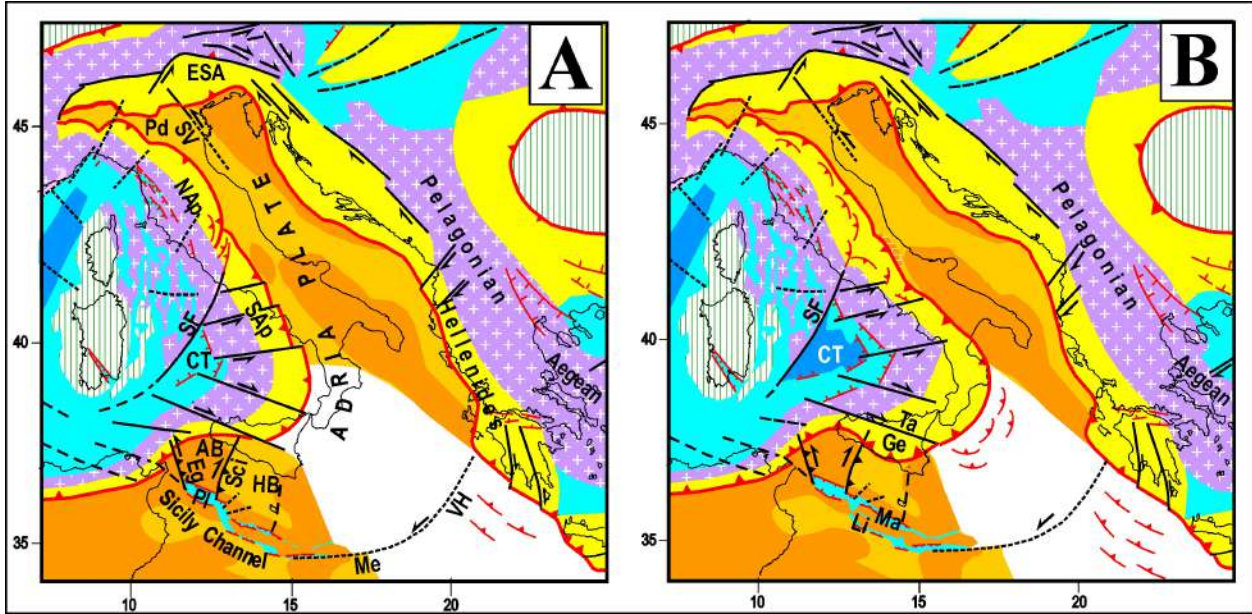 A
ESA
45
Pd
SV
NAp
PLATE
Pelagonian
SF
SAp
Hellenides
40
CT
ADRIA
Aegean
AB
Eg
Sci
HB
Pl
VH
Sicily Channel
35
Me
10
15
20
B
45
Pelagonian
SF
40
CT
Aegean
Ta
Ge
Ma
Li
35
10
15
20